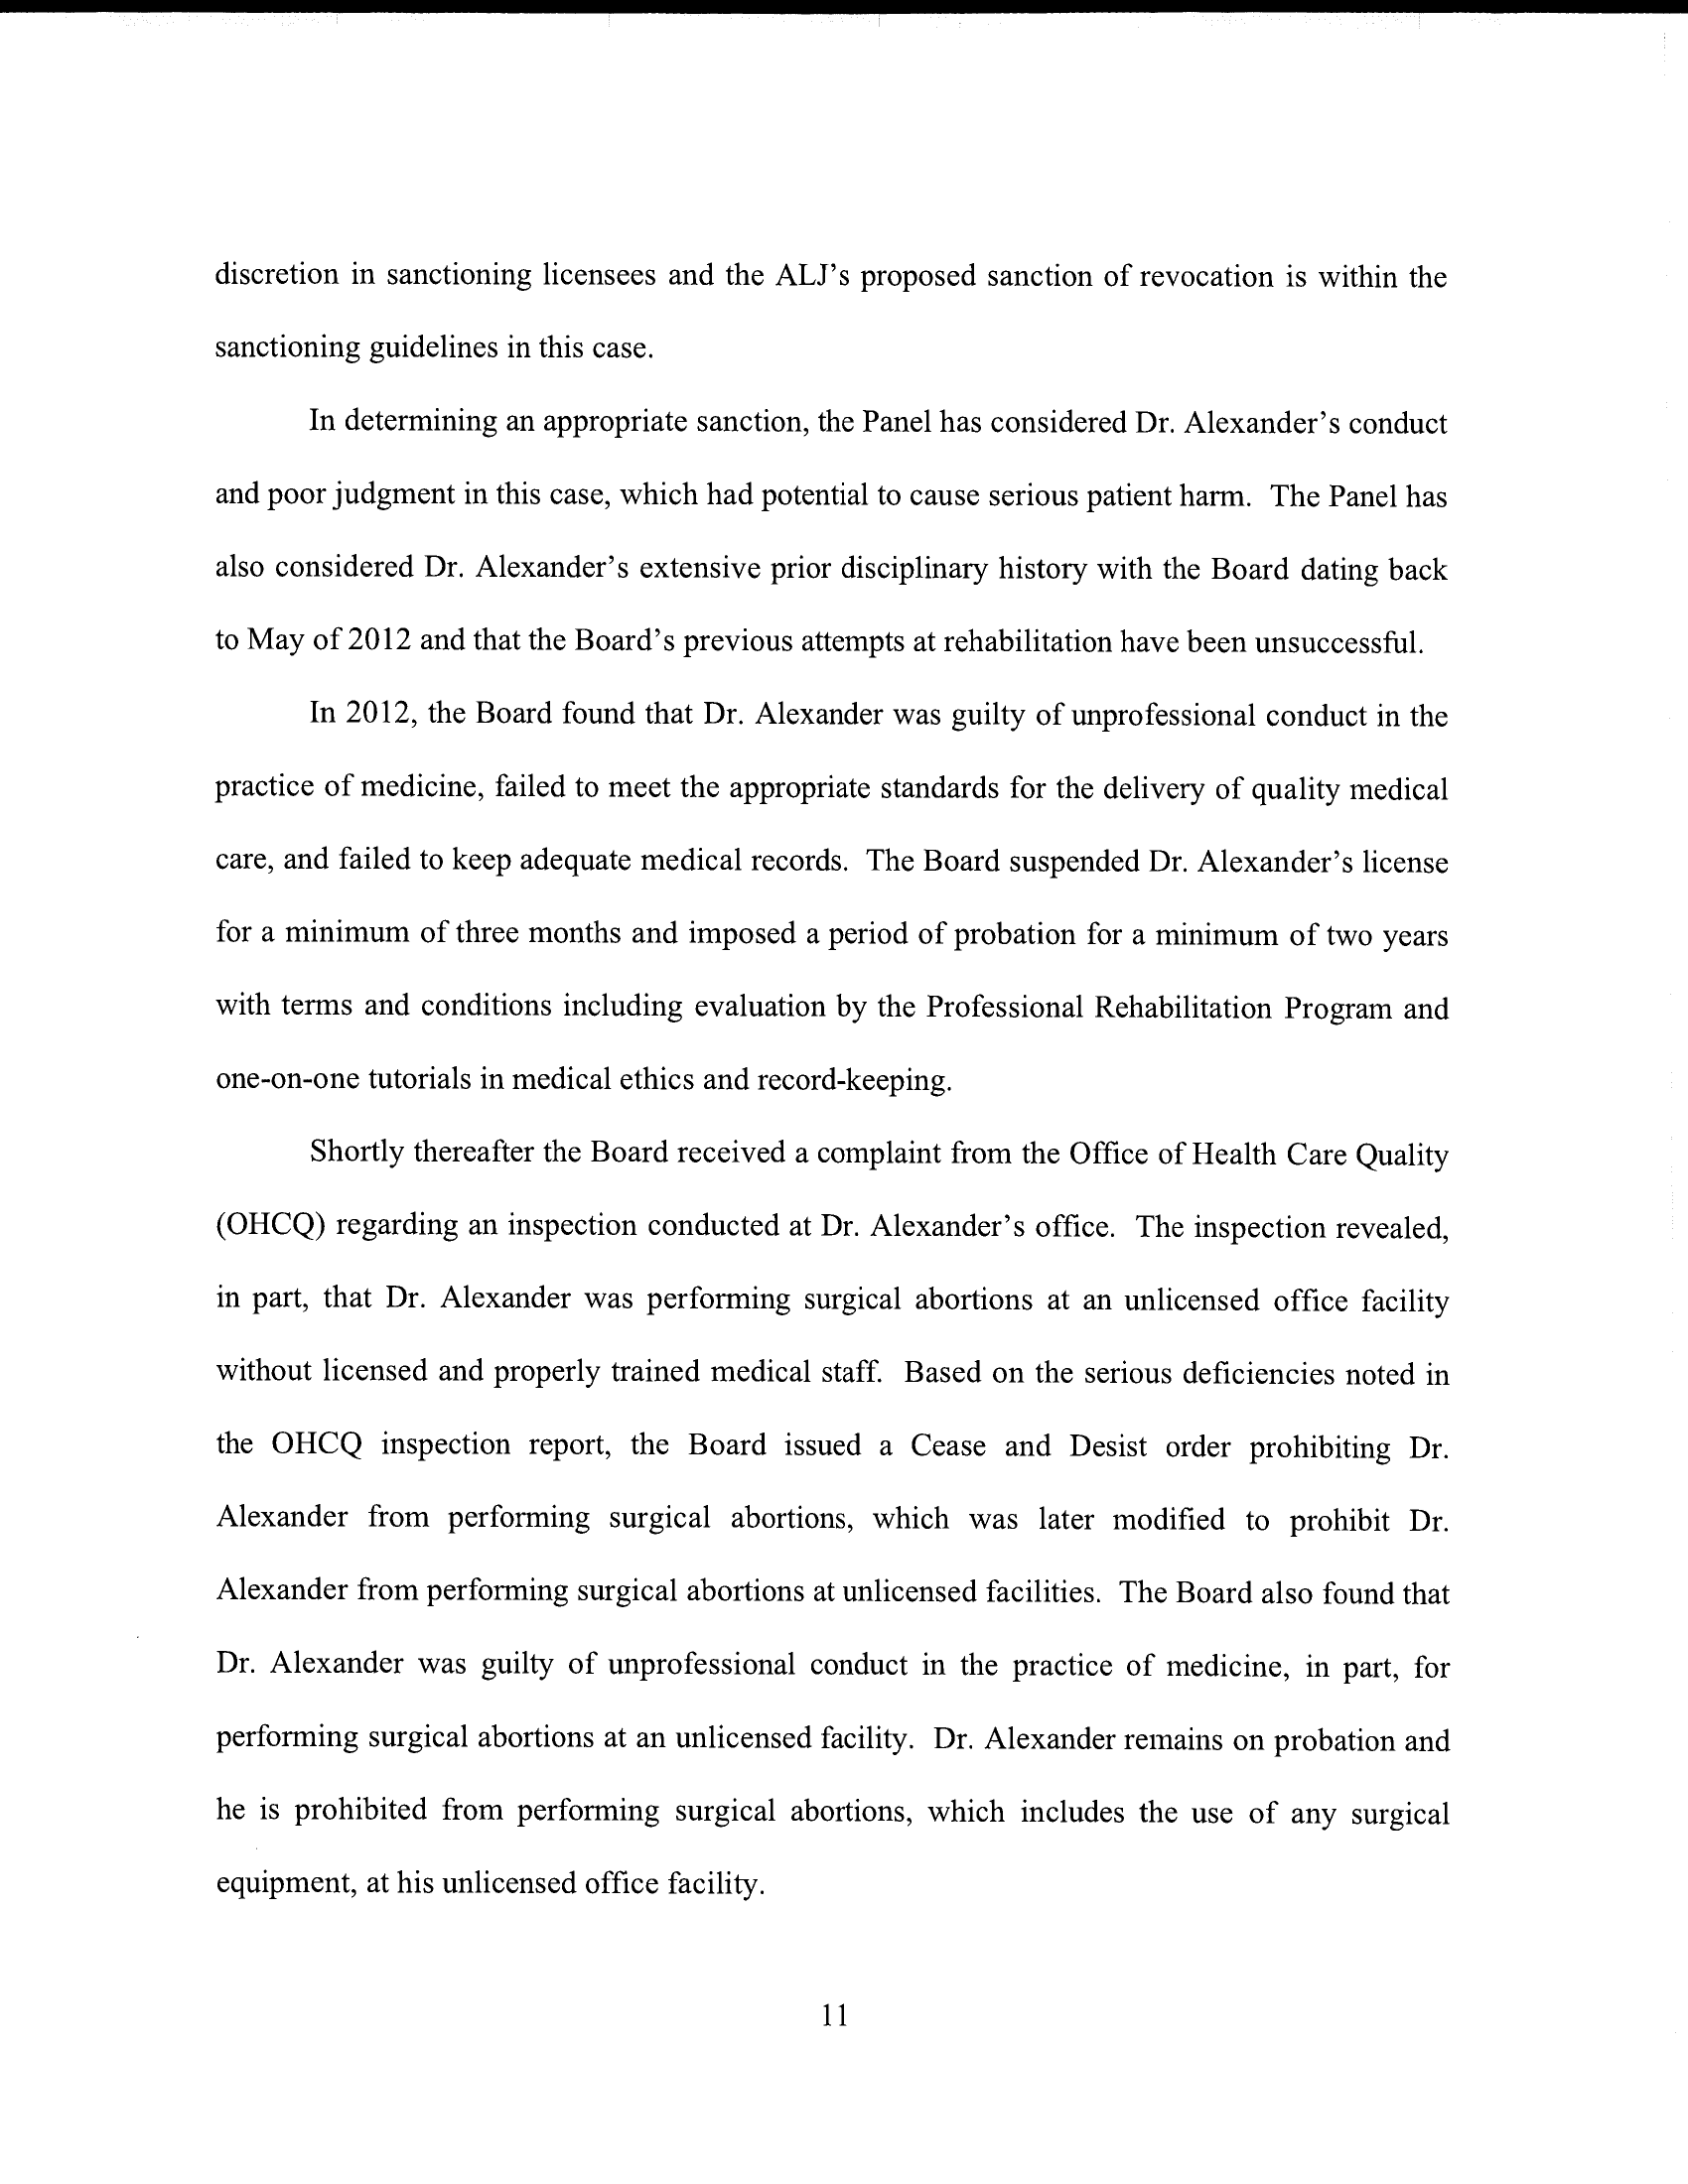 discretion in sanctioning licensees and the ALJ's proposed sanction of revocation is within the
sanctioning guidelines in this case.
In determining an appropriate sanction, the Panel has considered Dr. Alexander's conduct
and poor judgment in this case, which had potential to cause serious patient harm. The Panel has
also considered Dr. Alexander's extensive prior disciplinary history with the Board dating back
to May of 2012 and that the Board's previous attempts at rehabilitation have been unsuccessful.
In 2012, the Board found that Dr. Alexander was guilty of unprofessional conduct in the
practice of medicine, failed to meet the appropriate standards for the delivery of quality medical
care, and failed to keep adequate medical records. The Board suspended Dr. Alexander's license
for a minimum of three months and imposed a period of probation for a minimum of two years
with terms and conditions including evaluation by the Professional Rehabilitation Program and
one-on-one tutorials in medical ethics and record-keeping.
Shortly thereafter the Board received a complaint from the Office of Health Care Quality
(OHCQ) regarding an inspection conducted at Dr. Alexander's office. The inspection revealed,
in part, that Dr. Alexander was performing surgical abortions at an unlicensed office facility
without licensed and properly trained medical staff. Based on the serious deficiencies noted in
the OHCQ inspection report, the Board issued a Cease and Desist order prohibiting Dr.
Alexander from performing surgical abortions, which was later modified to prohibit Dr.
Alexander from performing surgical abortions at unlicensed facilities. The Board also found that
Dr. Alexander was guilty of unprofessional conduct in the practice of medicine, in part, for
performing surgical abortions at an unlicensed facility. Dr. Alexander remains on probation and
he is prohibited from performing surgical abortions, which includes the use of any surgical
equipment, at his unlicensed office facility.
11